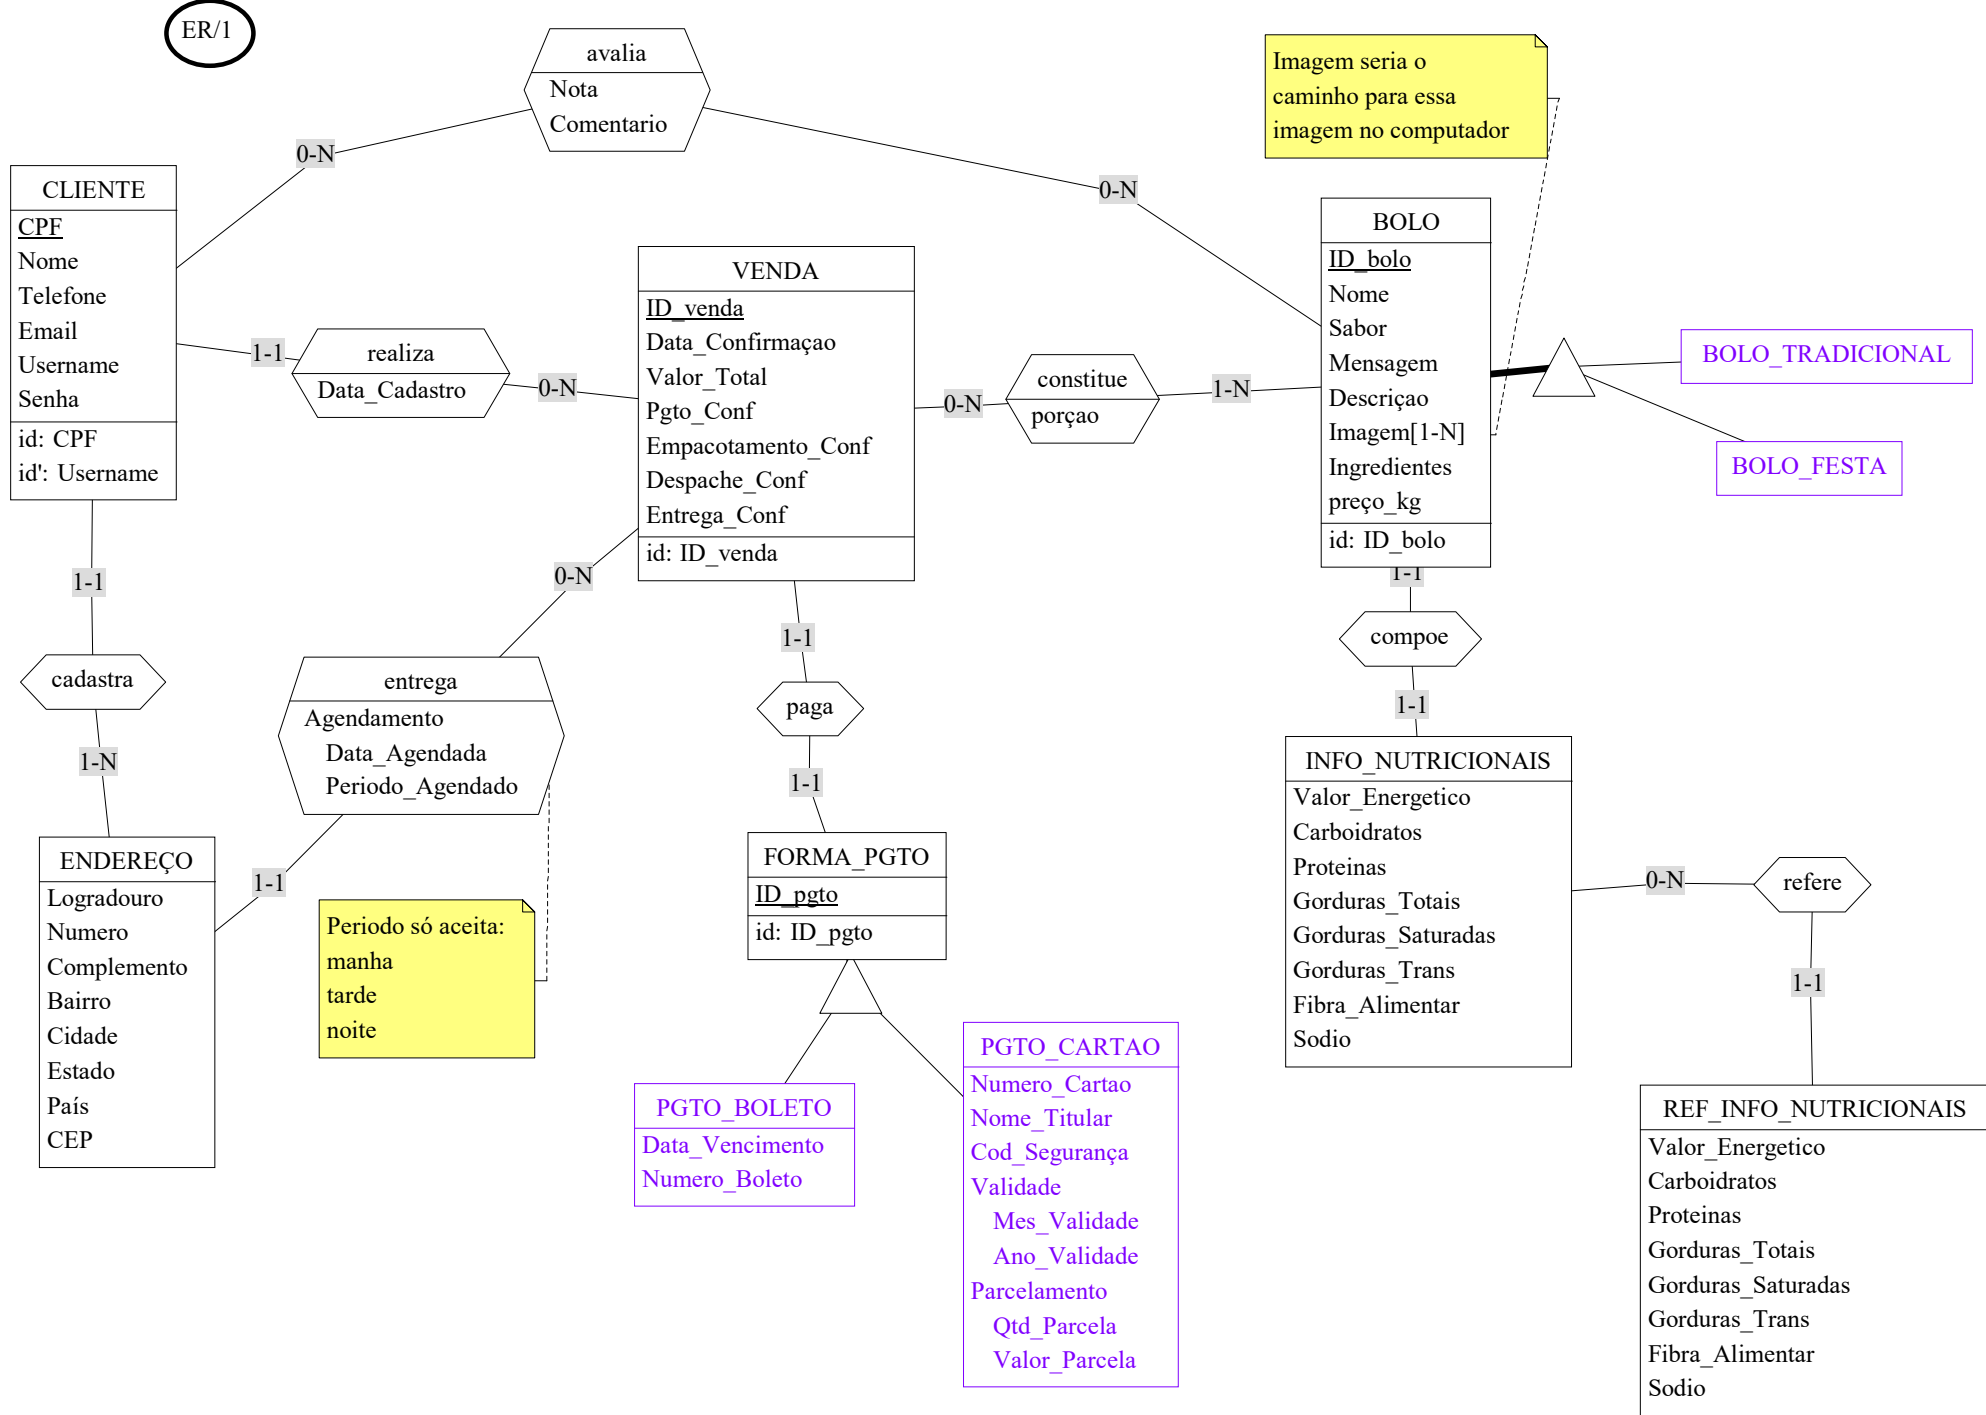 ER/1
avalia
Nota
Comentario
0-N
0-N
Imagem seria o
caminho para essa
imagem no computador
CLIENTE
CPF
Nome
Telefone
Email
Username
Senha
id: CPF
id': Username
1-1
realiza
Data_Cadastro
0-N
VENDA
ID_venda
Data_Confirmaçao
Valor_Total
Pgto_Conf
Empacotamento_Conf
Despache_Conf
Entrega_Conf
id: ID_venda
0-N
constitue
porçao
1-N
BOLO
ID_bolo
Nome
Sabor
Mensagem
Descriçao
Imagem[1-N]
Ingredientes
preço_kg
id: ID_bolo
BOLO_TRADICIONAL
BOLO_FESTA
1-1
cadastra
1-N
0-N
entrega
Agendamento
Data_Agendada
Periodo_Agendado
1-1
1-1
paga
1-1
1-1
compoe
1-1
ENDEREÇO
Logradouro
Numero
Complemento
Bairro
Cidade
Estado
País
CEP
Periodo só aceita:
manha
tarde
noite
FORMA_PGTO
ID_pgto
id: ID_pgto
PGTO_BOLETO
Data_Vencimento
Numero_Boleto
PGTO_CARTAO
Numero_Cartao
Nome_Titular
Cod_Segurança
Validade
Mes_Validade
Ano_Validade
Parcelamento
Qtd_Parcela
Valor_Parcela
INFO_NUTRICIONAIS
Valor_Energetico
Carboidratos
Proteinas
Gorduras_Totais
Gorduras_Saturadas
Gorduras_Trans
Fibra_Alimentar
Sodio
0-N
refere
1-1
REF_INFO_NUTRICIONAIS
Valor_Energetico
Carboidratos
Proteinas
Gorduras_Totais
Gorduras_Saturadas
Gorduras_Trans
Fibra_Alimentar
Sodio